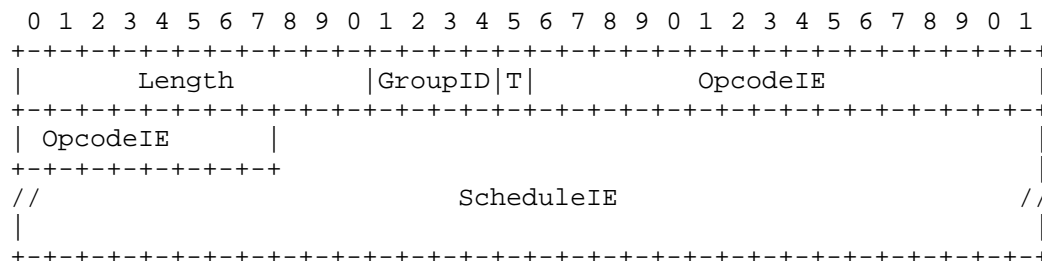 0 1 2 3 4 5 6 7 8 9 0 1 2 3 4 5 6 7 8 9 0 1 2 3 4 5 6 7 8 9 0 1
+-+-+-+-+-+-+-+-+-+-+-+-+-+-+-+-+-+-+-+-+-+-+-+-+-+-+-+-+-+-+-+-+
|       Length        |GroupID|T|           OpcodeIE            |
+-+-+-+-+-+-+-+-+-+-+-+-+-+-+-+-+-+-+-+-+-+-+-+-+-+-+-+-+-+-+-+-+
| OpcodeIE      |                                               |
+-+-+-+-+-+-+-+-+                                               |
//                          ScheduleIE                         //
|                                                               |
+-+-+-+-+-+-+-+-+-+-+-+-+-+-+-+-+-+-+-+-+-+-+-+-+-+-+-+-+-+-+-+-+